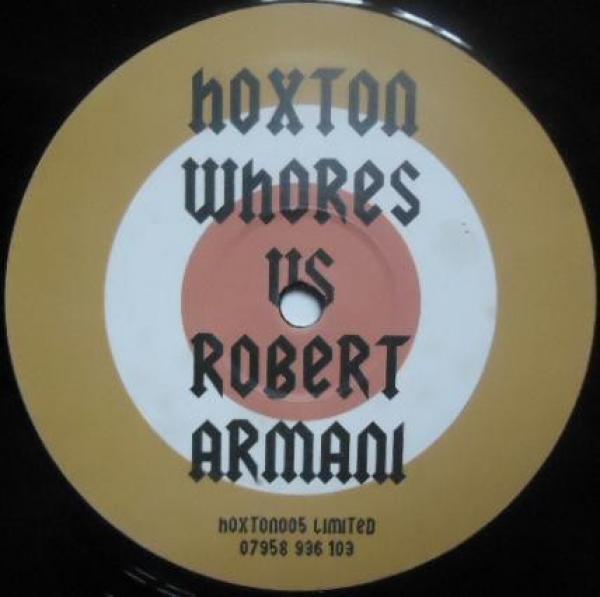 hOXTON
WhOReS
VS
ROBeRT
ARMANI
hOXTON005 LIMITeD
07958 936 103